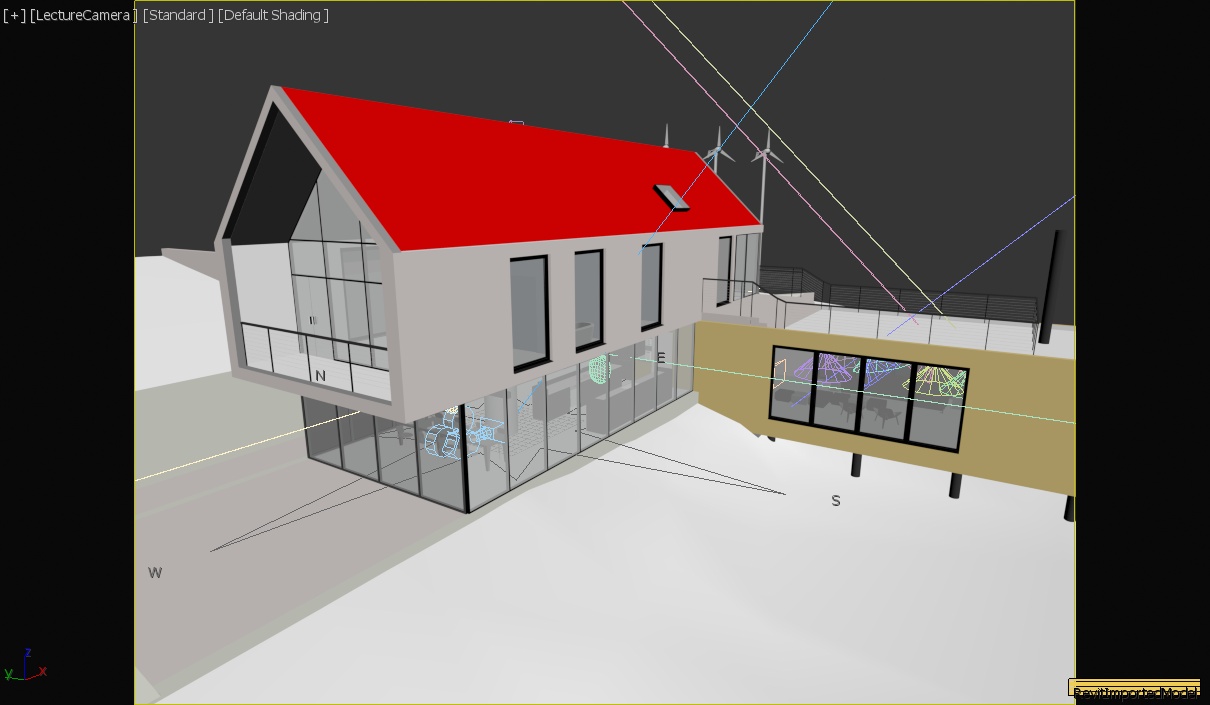 [+] [LectureCamera] [Standard] [Default Shading]
E
N
S
W
z
y x
RevitImportedModel